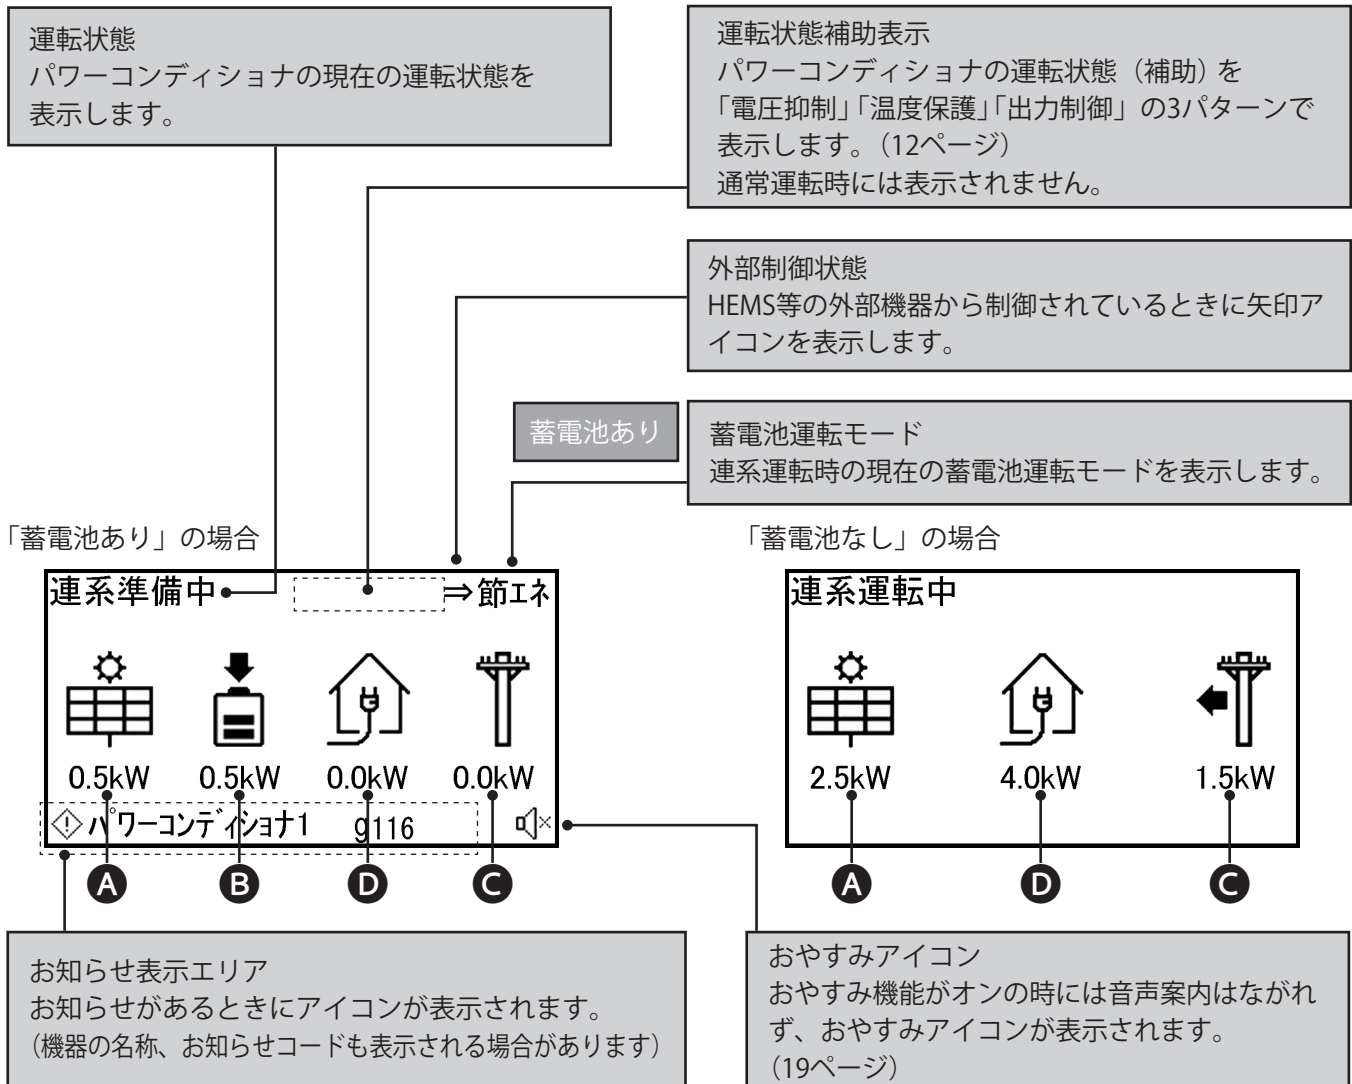 運転状態
パワーコンディショナの現在の運転状態を
表示します。
運転状態補助表示
パワーコンディショナの運転状態（補助）を
「電圧抑制」「温度保護」「出力制御」の3パターンで
表示します。（12ページ）
通常運転時には表示されません。
外部制御状態
HEMS等の外部機器から制御されているときに矢印ア
イコンを表示します。
蓄電池あり
蓄電池運転モード
連系運転時の現在の蓄電池運転モードを表示します。
「蓄電池あり」の場合
連系準備中 ⇒節エネ
0.5kW 0.5kW 0.0kW 0.0kW
パワーコンディショナ1 g116
A B D C
「蓄電池なし」の場合
連系運転中
2.5kW 4.0kW 1.5kW
A D C
お知らせ表示エリア
お知らせがあるときにアイコンが表示されます。
（機器の名称、お知らせコードも表示される場合があります）
おやすみアイコン
おやすみ機能がオンの時には音声案内はながれ
ず、おやすみアイコンが表示されます。
（19ページ）